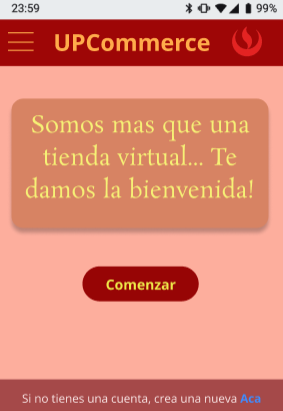 23:59
99%
UPCommerce
Somos mas que una
tienda virtual... Te
damos la bienvenida!
Comenzar
Si no tienes una cuenta, crea una nueva Aca